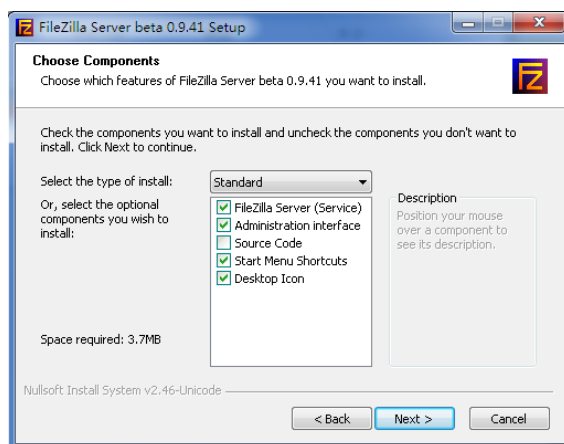 FileZilla Server beta 0.9.41 Setup
Choose Components
Choose which features of FileZilla Server beta 0.9.41 you want to install.
Check the components you want to install and uncheck the components you don't want to
install. Click Next to continue.
Select the type of install:
Standard
Or, select the optional
components you wish to
install:
FileZilla Server (Service)
Administration interface
Source Code
Start Menu Shortcuts
Desktop Icon
Description
Position your mouse
over a component to
see its description.
Space required: 3.7MB
Nullsoft Install System v2.46-Unicode
< Back
Next >
Cancel